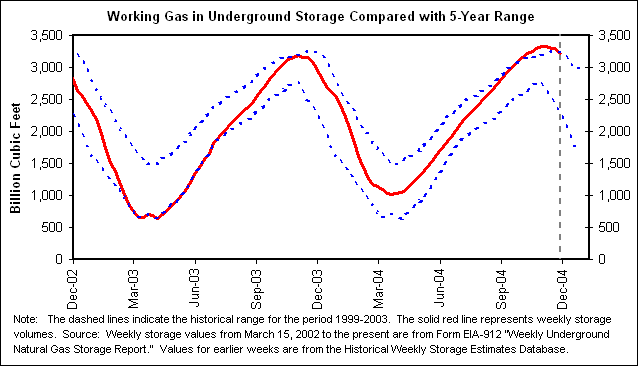 Working Gas in Underground Storage Compared with 5-Year Range
Billion Cubic Feet
3,500
3,000
2,500
2,000
1,500
1,000
500
0
3,500
3,000
2,500
2,000
1,500
1,000
500
0
Dec-02
Mar-03
Jun-03
Sep-03
Dec-03
Mar-04
Jun-04
Sep-04
Dec-04
Note: The dashed lines indicate the historical range for the period 1999-2003. The solid red line represents weekly storage
volumes. Source: Weekly storage values from March 15, 2002 to the present are from Form EIA-912 "Weekly Underground
Natural Gas Storage Report." Values for earlier weeks are from the Historical Weekly Storage Estimates Database.